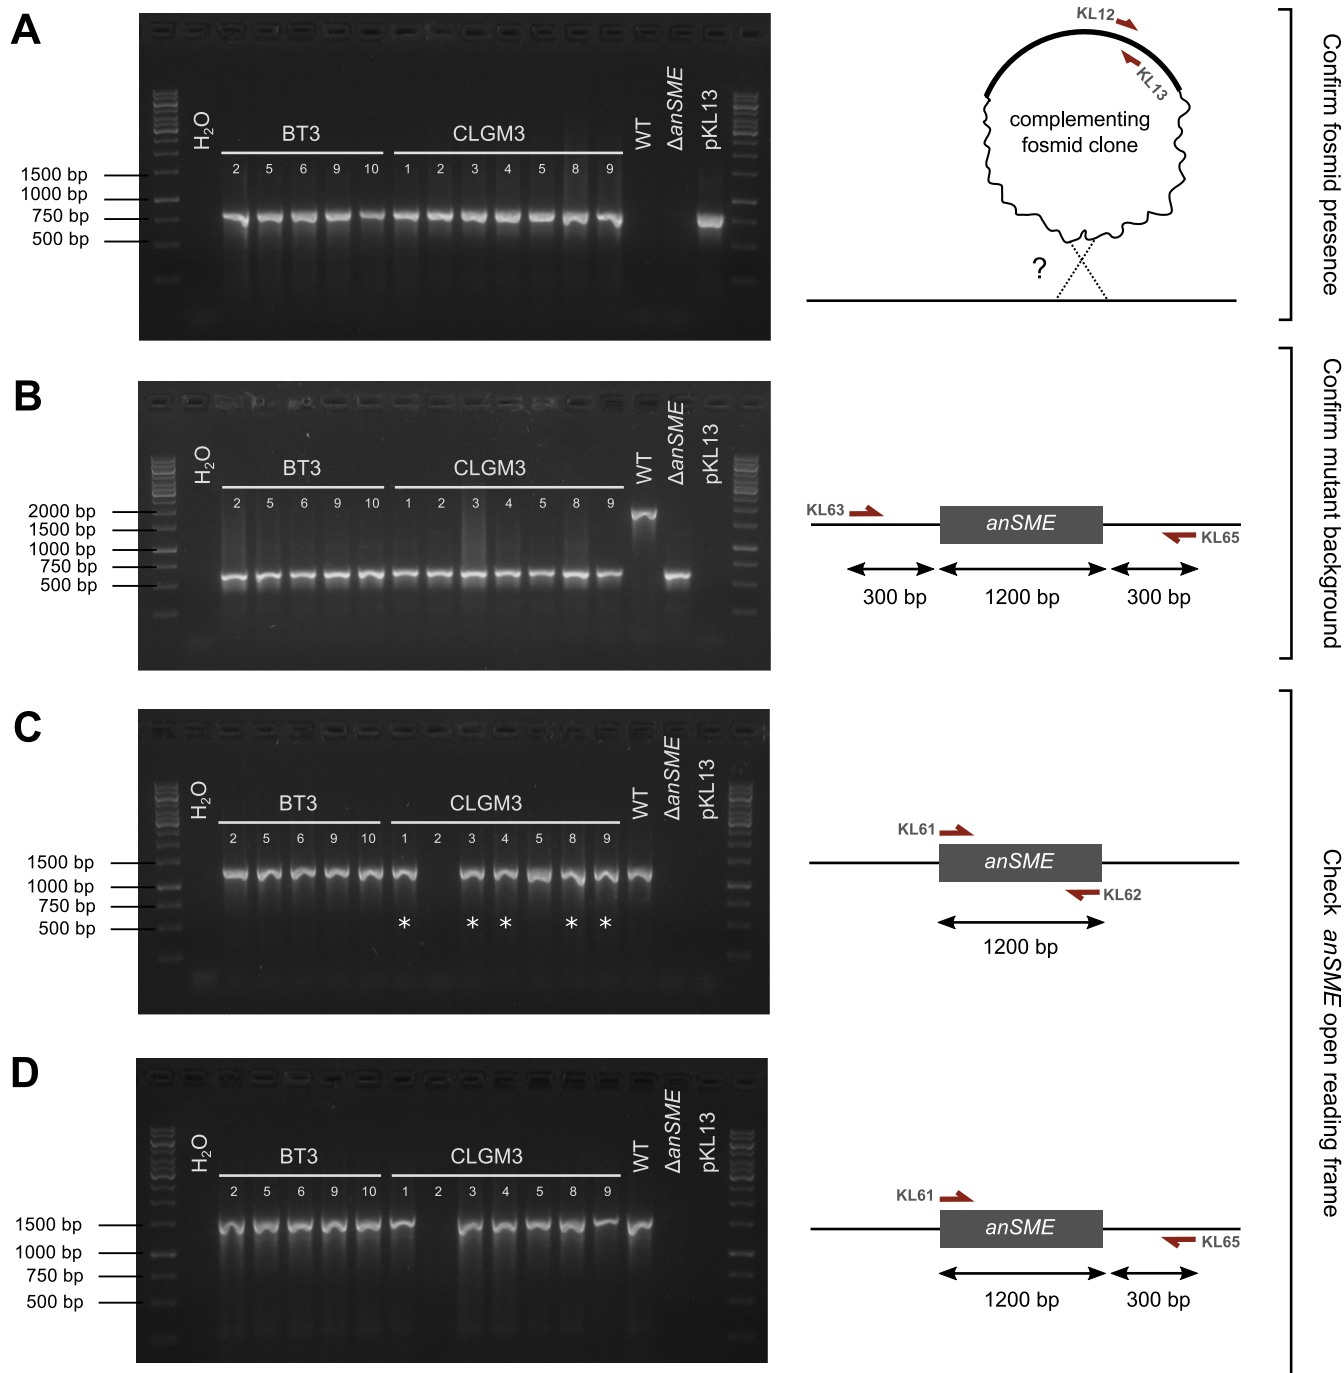 A
H₂O
BT3
CLGM3
WT
ΔanSME
pKL13
2 5 6 9 10 1 2 3 4 5 8 9
1500 bp
1000 bp
750 bp
500 bp
KL12
KL13
complementing
fosmid clone
?
Confirm fosmid presence
B
H₂O
BT3
CLGM3
WT
ΔanSME
pKL13
2 5 6 9 10 1 2 3 4 5 8 9
2000 bp
1500 bp
1000 bp
750 bp
500 bp
KL63
anSME
KL65
300 bp 1200 bp 300 bp
Confirm mutant background
C
H₂O
BT3
CLGM3
WT
ΔanSME
pKL13
2 5 6 9 10 1 2 3 4 5 8 9
1500 bp
1000 bp
750 bp
500 bp
* * * * *
KL61
anSME
KL62
1200 bp
D
H₂O
BT3
CLGM3
WT
ΔanSME
pKL13
2 5 6 9 10 1 2 3 4 5 8 9
1500 bp
1000 bp
750 bp
500 bp
KL61
anSME
KL65
1200 bp 300 bp
Check anSME open reading frame